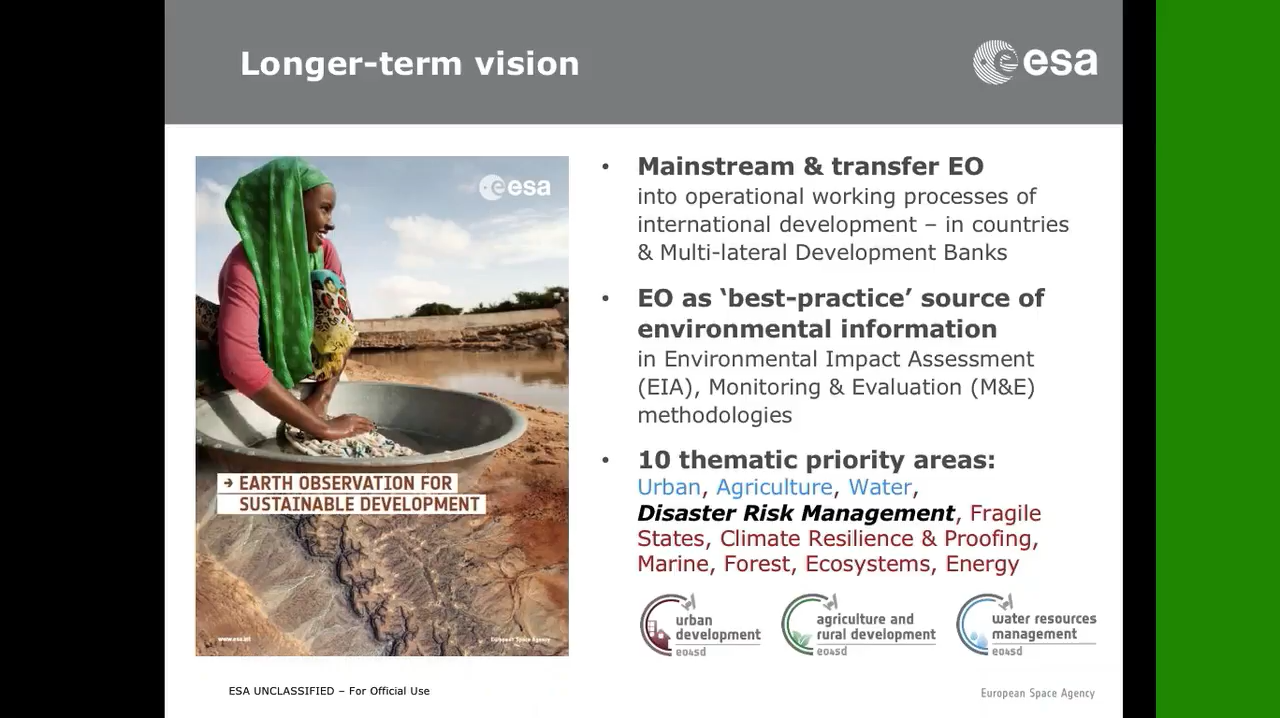 Longer-term vision
esa
esa
→ EARTH OBSERVATION FOR
SUSTAINABLE DEVELOPMENT
www.esa.int
European Space Agency
• Mainstream & transfer EO
into operational working processes of
international development – in countries
& Multi-lateral Development Banks
• EO as ‘best-practice’ source of
environmental information
in Environmental Impact Assessment
(EIA), Monitoring & Evaluation (M&E)
methodologies
• 10 thematic priority areas:
Urban, Agriculture, Water,
Disaster Risk Management, Fragile
States, Climate Resilience & Proofing,
Marine, Forest, Ecosystems, Energy
urban
development
eo4sd
agriculture and
rural development
eo4sd
water resources
management
eo4sd
ESA UNCLASSIFIED – For Official Use
European Space Agency